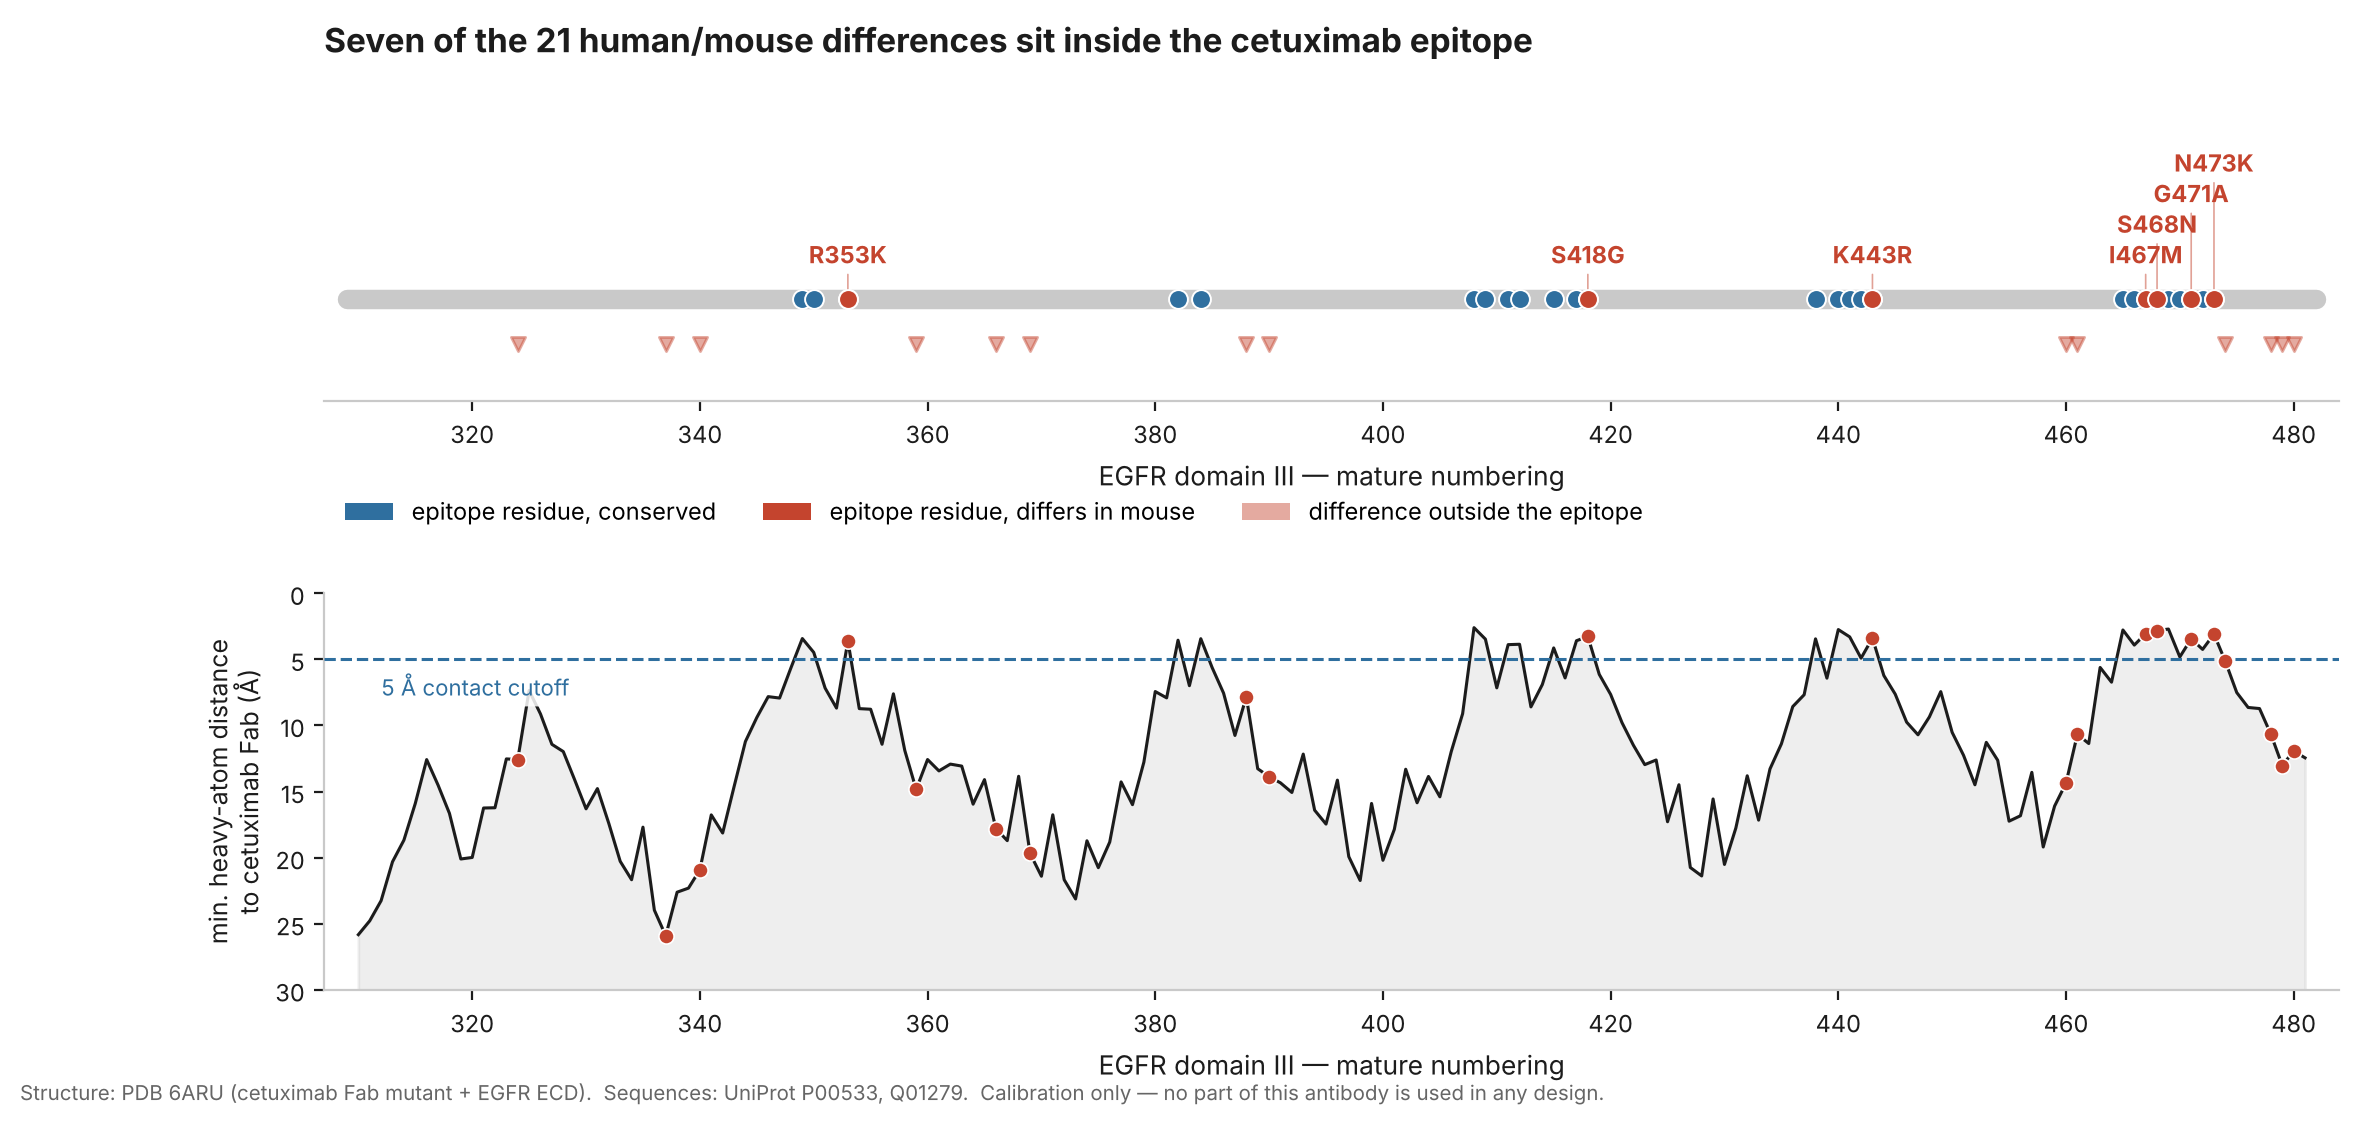 Seven of the 21 human/mouse differences sit inside the cetuximab epitope
N473K
G471A
S468N
R353K
S418G
K443R
I467M
320
340
360
380
400
420
440
460
480
EGFR domain III — mature numbering
epitope residue, conserved
epitope residue, differs in mouse
difference outside the epitope
min. heavy-atom distance
to cetuximab Fab (Å)
0
5
10
15
20
25
30
5 Å contact cutoff
320
340
360
380
400
420
440
460
480
EGFR domain III — mature numbering
Structure: PDB 6ARU (cetuximab Fab mutant + EGFR ECD).  Sequences: UniProt P00533, Q01279.  Calibration only — no part of this antibody is used in any design.